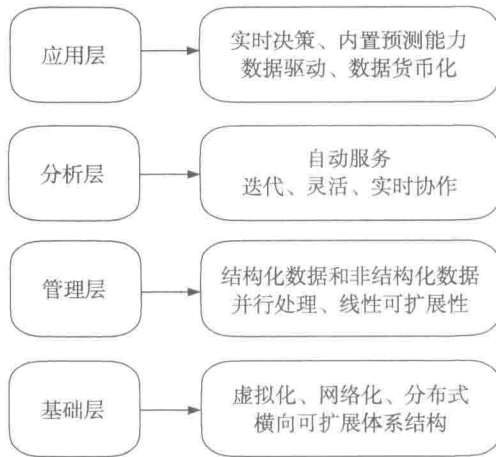 应用层
实时决策、内置预测能力
数据驱动、数据货币化
分析层
自动服务
迭代、灵活、实时协作
管理层
结构化数据和非结构化数据
并行处理、线性可扩展性
基础层
虚拟化、网络化、分布式
横向可扩展体系结构